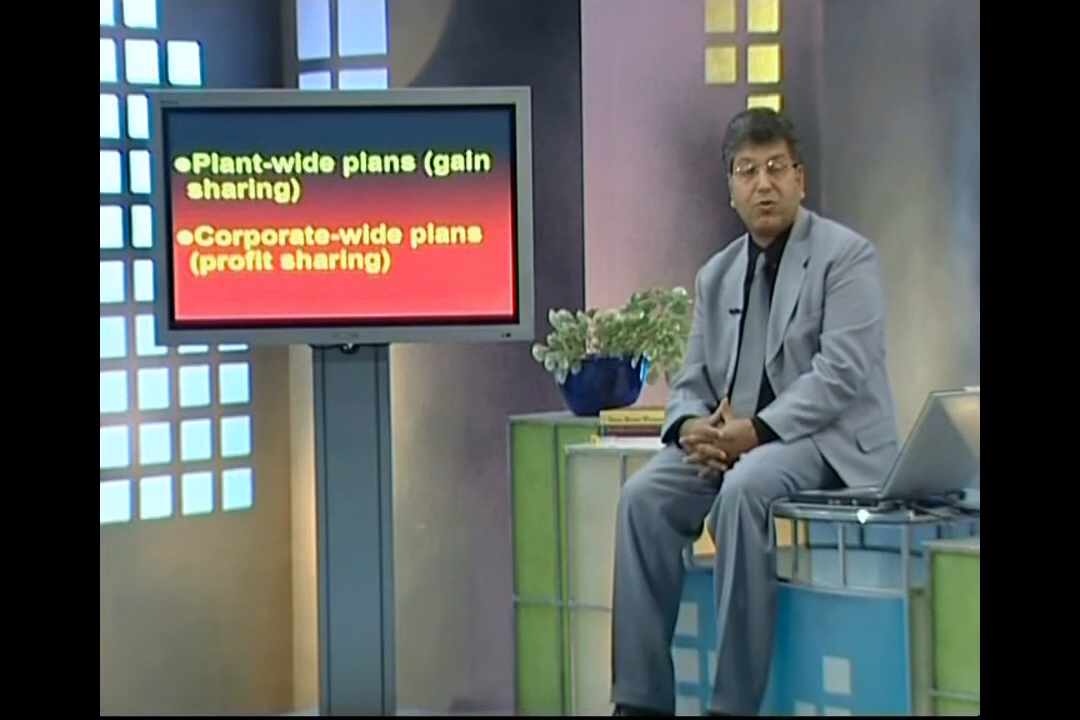 ●Plant-wide plans (gain
sharing)
●Corporate-wide plans
(profit sharing)